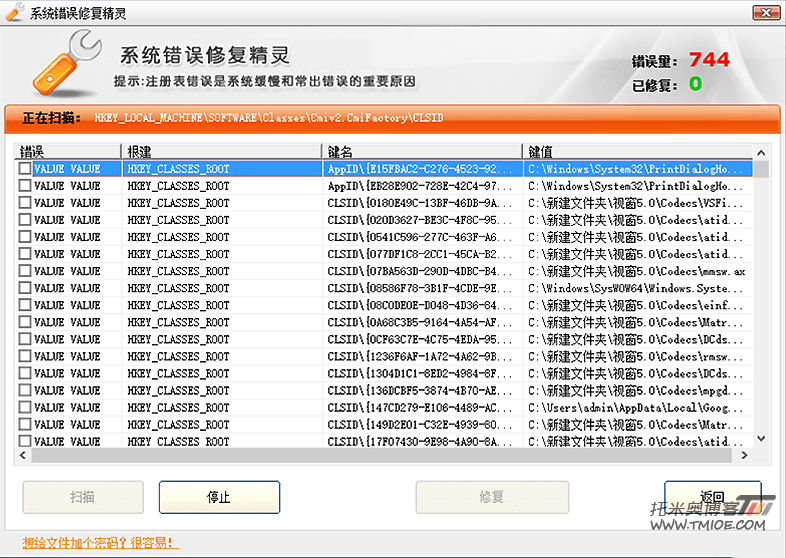 系统错误修复精灵
系统错误修复精灵
提示:注册表错误是系统缓慢和常出错误的重要原因
错误量: 744
已修复: 0
正在扫描: HKEY_LOCAL_MACHINE\SOFTWARE\Classes\Cmiv2.CmiFactory\CLSID
错误 根建 键名 键值
VALUE VALUE HKEY_CLASSES_ROOT AppID\{E15FBAC2-C276-4523-92... C:\Windows\System32\PrintDialogHo...
VALUE VALUE HKEY_CLASSES_ROOT AppID\{EB28E902-728E-42C4-97... C:\Windows\System32\PrintDialogHo...
VALUE VALUE HKEY_CLASSES_ROOT CLSID\{0180E49C-13BF-46DB-9A... C:\新建文件夹\视窗5.0\Codecs\VSFi...
VALUE VALUE HKEY_CLASSES_ROOT CLSID\{020D3627-BE3C-4F8C-95... C:\新建文件夹\视窗5.0\Codecs\atid...
VALUE VALUE HKEY_CLASSES_ROOT CLSID\{0541C596-277C-463F-A6... C:\新建文件夹\视窗5.0\Codecs\atid...
VALUE VALUE HKEY_CLASSES_ROOT CLSID\{077DF1C8-2CC1-45CA-B2... C:\新建文件夹\视窗5.0\Codecs\atid...
VALUE VALUE HKEY_CLASSES_ROOT CLSID\{07BA563D-290D-4DBC-B4... C:\新建文件夹\视窗5.0\Codecs\mmsw.ax
VALUE VALUE HKEY_CLASSES_ROOT CLSID\{08586F78-3B1F-4CDE-9E... C:\Windows\SysWOW64\Windows.Syste...
VALUE VALUE HKEY_CLASSES_ROOT CLSID\{08C0DE0E-D048-4D36-84... C:\新建文件夹\视窗5.0\Codecs\einf...
VALUE VALUE HKEY_CLASSES_ROOT CLSID\{0A68C3B5-9164-4A54-AF... C:\新建文件夹\视窗5.0\Codecs\Matr...
VALUE VALUE HKEY_CLASSES_ROOT CLSID\{0CF63C7E-4C75-4EDA-95... C:\新建文件夹\视窗5.0\Codecs\DCds...
VALUE VALUE HKEY_CLASSES_ROOT CLSID\{1236F6AF-1A72-4A62-9B... C:\新建文件夹\视窗5.0\Codecs\rmsw...
VALUE VALUE HKEY_CLASSES_ROOT CLSID\{1304D1C1-8ED2-4984-8F... C:\新建文件夹\视窗5.0\Codecs\DCds...
VALUE VALUE HKEY_CLASSES_ROOT CLSID\{136DCBF5-3874-4B70-AE... C:\新建文件夹\视窗5.0\Codecs\mpgd...
VALUE VALUE HKEY_CLASSES_ROOT CLSID\{147CD279-E106-4489-AC... C:\Users\admin\AppData\Local\Goog...
VALUE VALUE HKEY_CLASSES_ROOT CLSID\{149D2E01-C32E-4939-80... C:\新建文件夹\视窗5.0\Codecs\Matr...
VALUE VALUE HKEY_CLASSES_ROOT CLSID\{17F07430-9E98-4A90-8A... C:\新建文件夹\视窗5.0\Codecs\atid...
扫描 停止 修复 返回
托米奥博客TMT
WWW.TMIOE.COM
想给文件加个密码? 很容易!